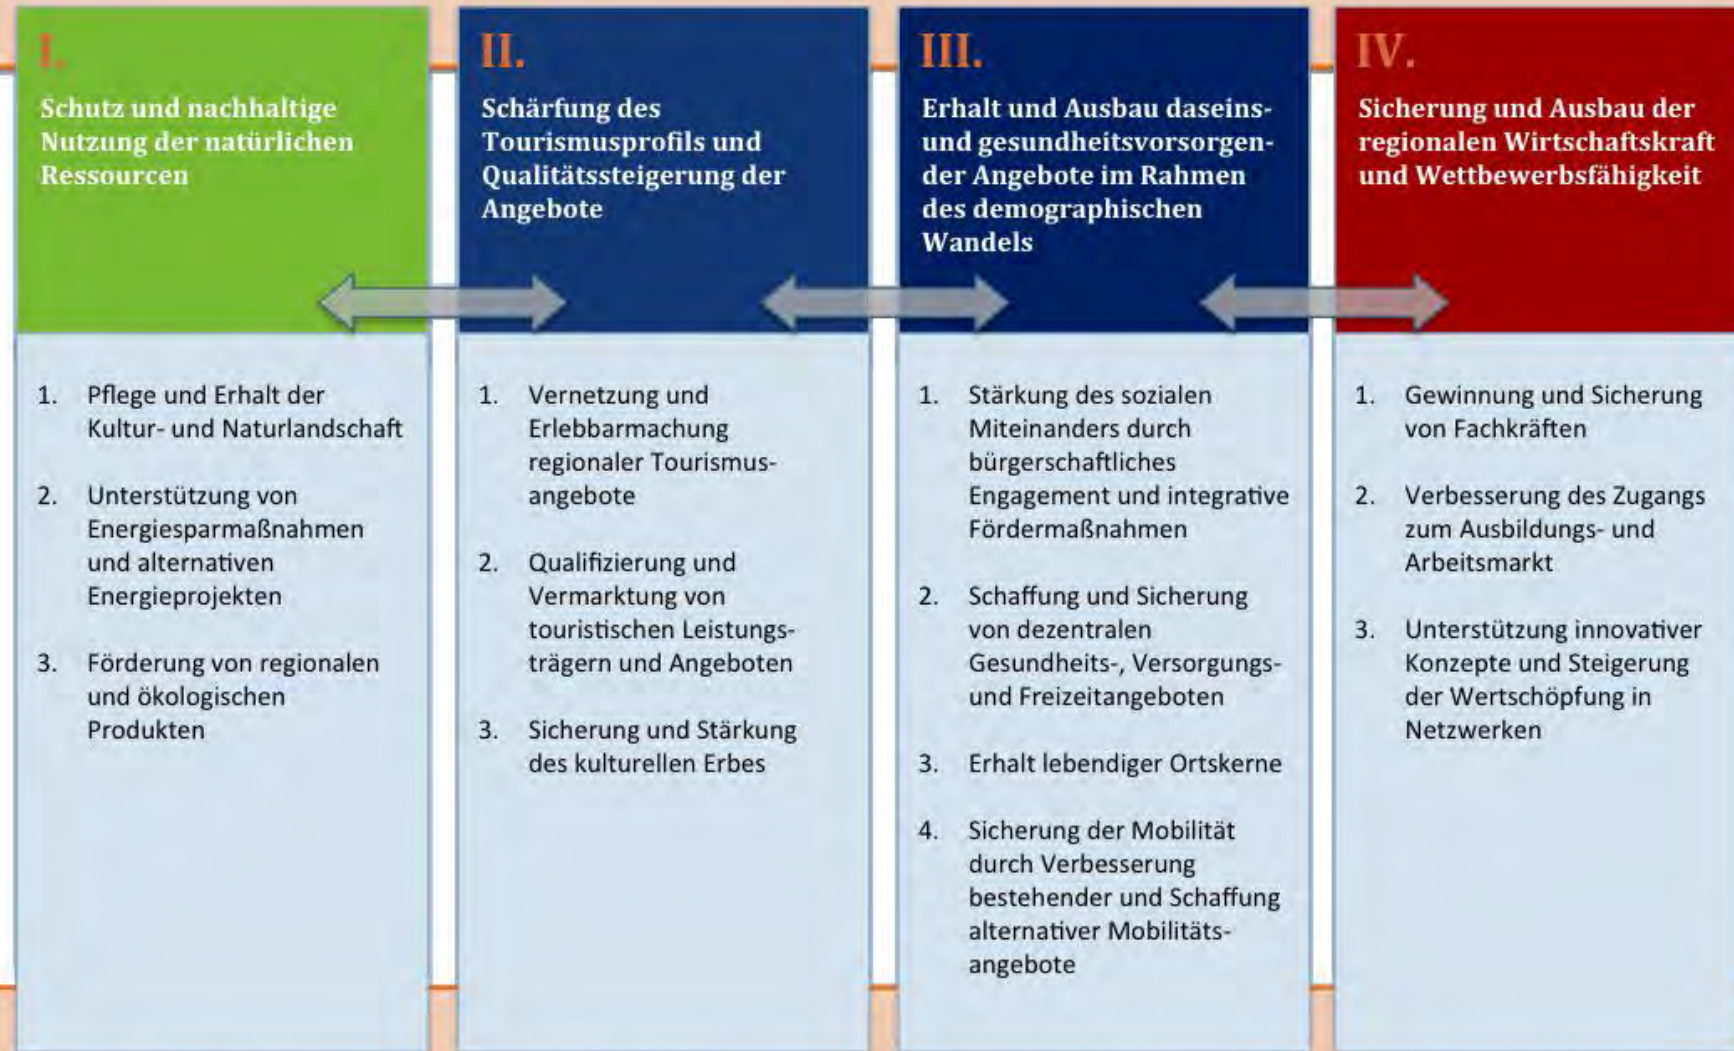 I.
Schutz und nachhaltige
Nutzung der natürlichen
Ressourcen
1. Pflege und Erhalt der
Kultur- und Naturlandschaft
2. Unterstützung von
Energiesparmaßnahmen
und alternativen
Energieprojekten
3. Förderung von regionalen
und ökologischen
Produkten
II.
Schärfung des
Tourismusprofils und
Qualitätssteigerung der
Angebote
1. Vernetzung und
Erlebbarmachung
regionaler Tourismus-
angebote
2. Qualifizierung und
Vermarktung von
touristischen Leistungs-
trägern und Angeboten
3. Sicherung und Stärkung
des kulturellen Erbes
III.
Erhalt und Ausbau daseins-
und gesundheitsvorsorgen-
der Angebote im Rahmen
des demographischen
Wandels
1. Stärkung des sozialen
Miteinanders durch
bürgerschaftliches
Engagement und integrative
Fördermaßnahmen
2. Schaffung und Sicherung
von dezentralen
Gesundheits-, Versorgungs-
und Freizeitangeboten
3. Erhalt lebendiger Ortskerne
4. Sicherung der Mobilität
durch Verbesserung
bestehender und Schaffung
alternativer Mobilitäts-
angebote
IV.
Sicherung und Ausbau der
regionalen Wirtschaftskraft
und Wettbewerbsfähigkeit
1. Gewinnung und Sicherung
von Fachkräften
2. Verbesserung des Zugangs
zum Ausbildungs- und
Arbeitsmarkt
3. Unterstützung innovativer
Konzepte und Steigerung
der Wertschöpfung in
Netzwerken